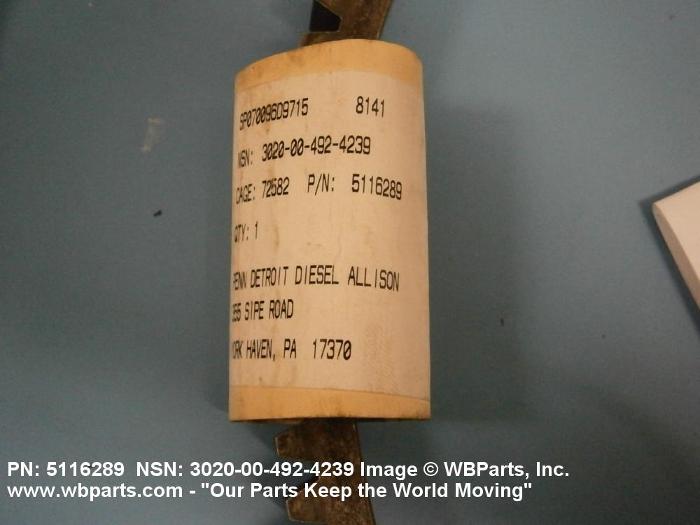 SP070096D9715 8141
NSN: 3020-00-492-4239
CAGE: 72582 P/N: 5116289
QTY: 1
PENN DETROIT DIESEL ALLISON
SIPE ROAD
HAVEN, PA 17370
PN: 5116289 NSN: 3020-00-492-4239 Image © WBParts, Inc.
www.wbparts.com - "Our Parts Keep the World Moving"